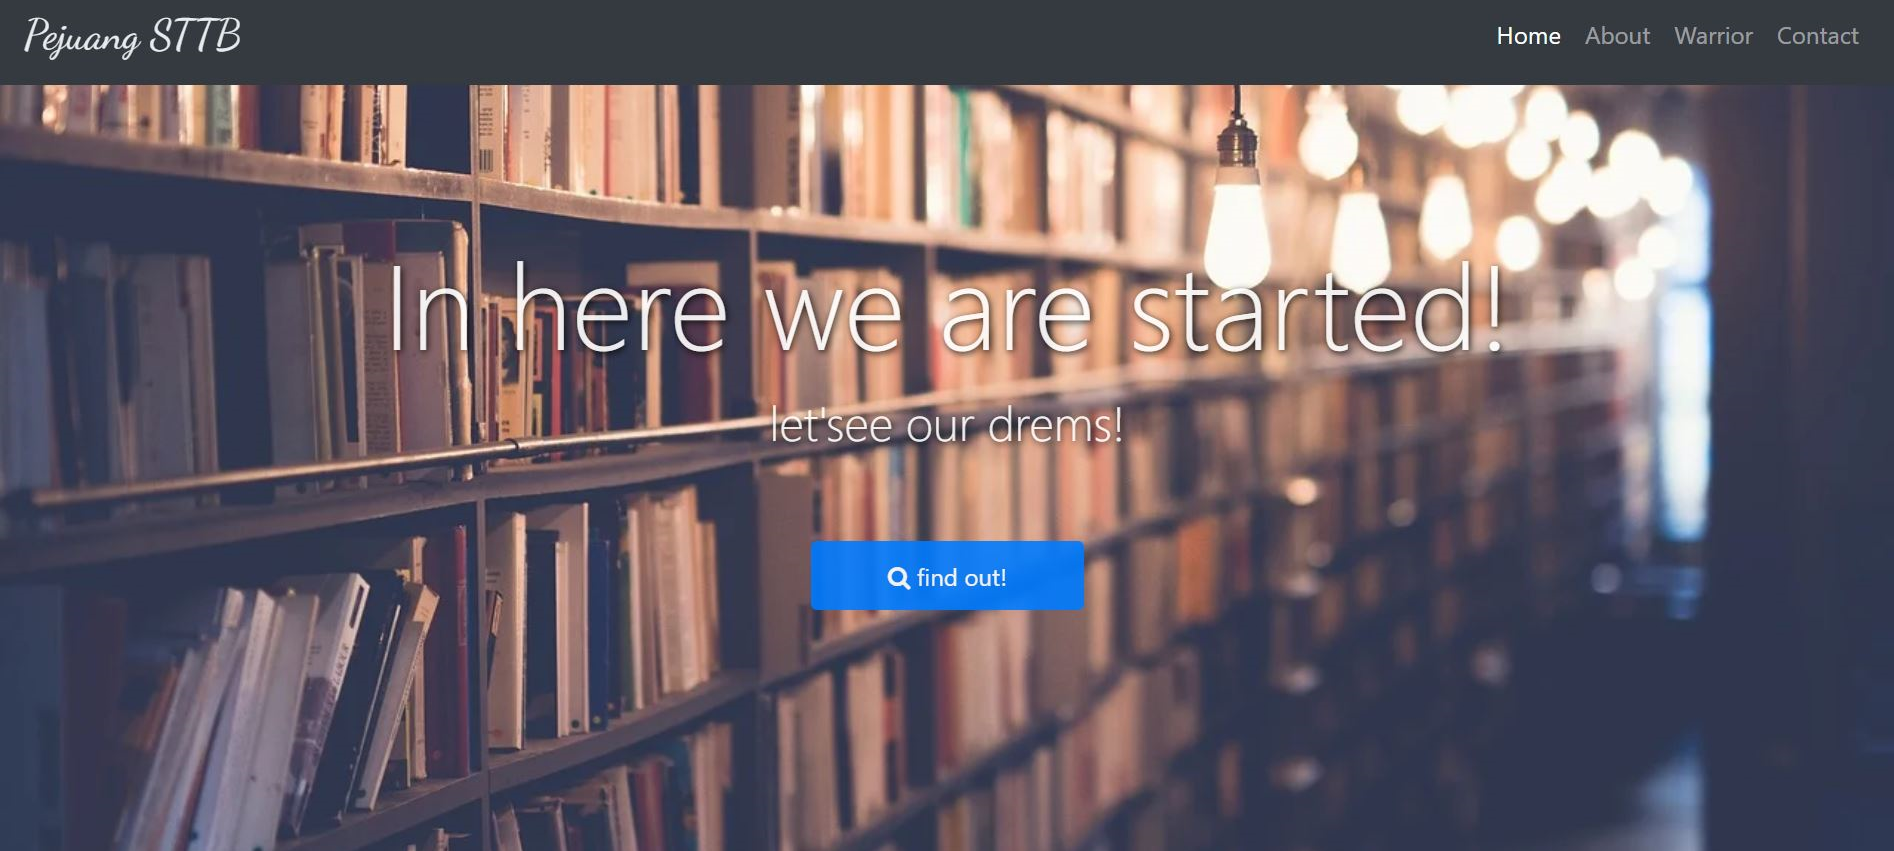 Pejuang STTB
Home About Warrior Contact
In here we are started!
let'see our drems!
find out!